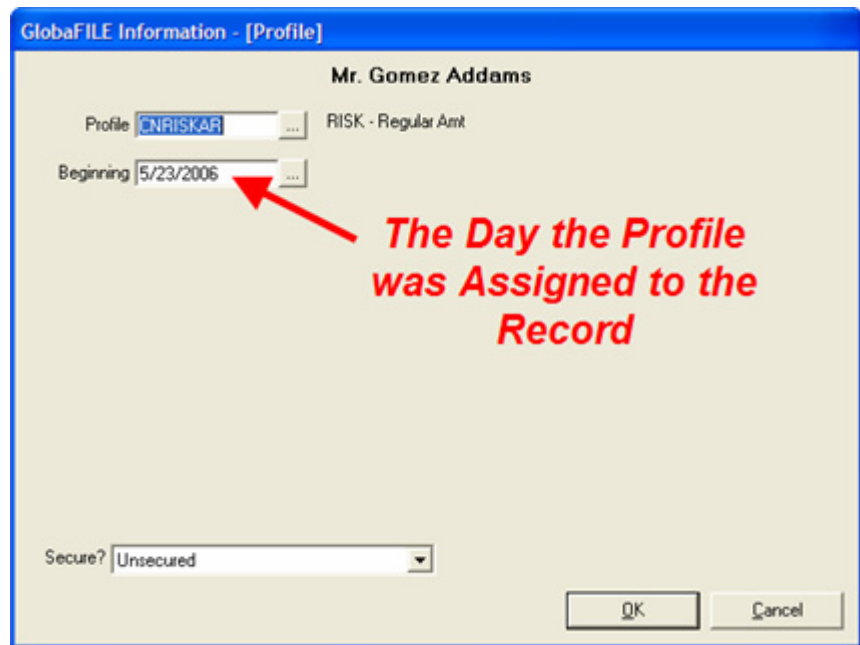 GlobaFILE Information - [Profile]
Mr. Gomez Addams
Profile CNRISKAR ... RISK - Regular Amt
Beginning 5/23/2006 ...
The Day the Profile
was Assigned to the
Record
Secure? Unsecured
OK Cancel